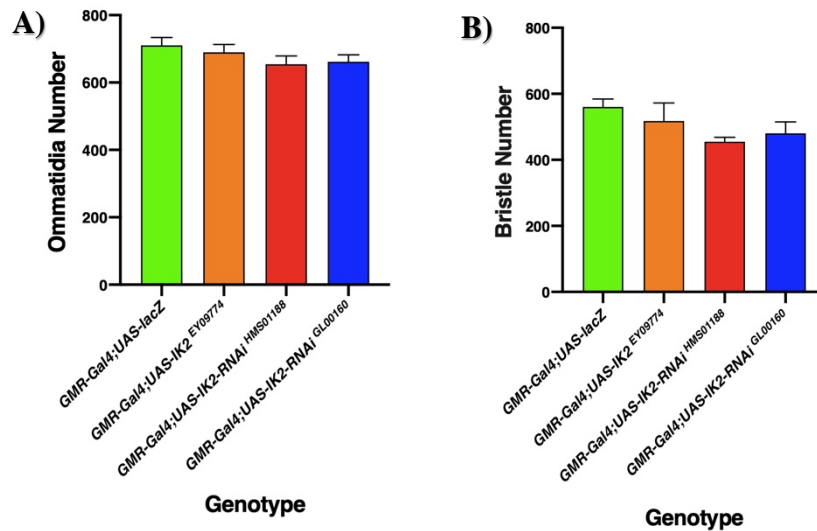 A)
Ommatidia Number
800
600
400
200
0
GMR-Gal4;UAS-lacZ
GMR-Gal4;UAS-IK2 EY09774
GMR-Gal4;UAS-IK2-RNAi HMS01188
GMR-Gal4;UAS-IK2-RNAi GL00160
Genotype
B)
Bristle Number
800
600
400
200
0
GMR-Gal4;UAS-lacZ
GMR-Gal4;UAS-IK2 EY09774
GMR-Gal4;UAS-IK2-RNAi HMS01188
GMR-Gal4;UAS-IK2-RNAi GL00160
Genotype